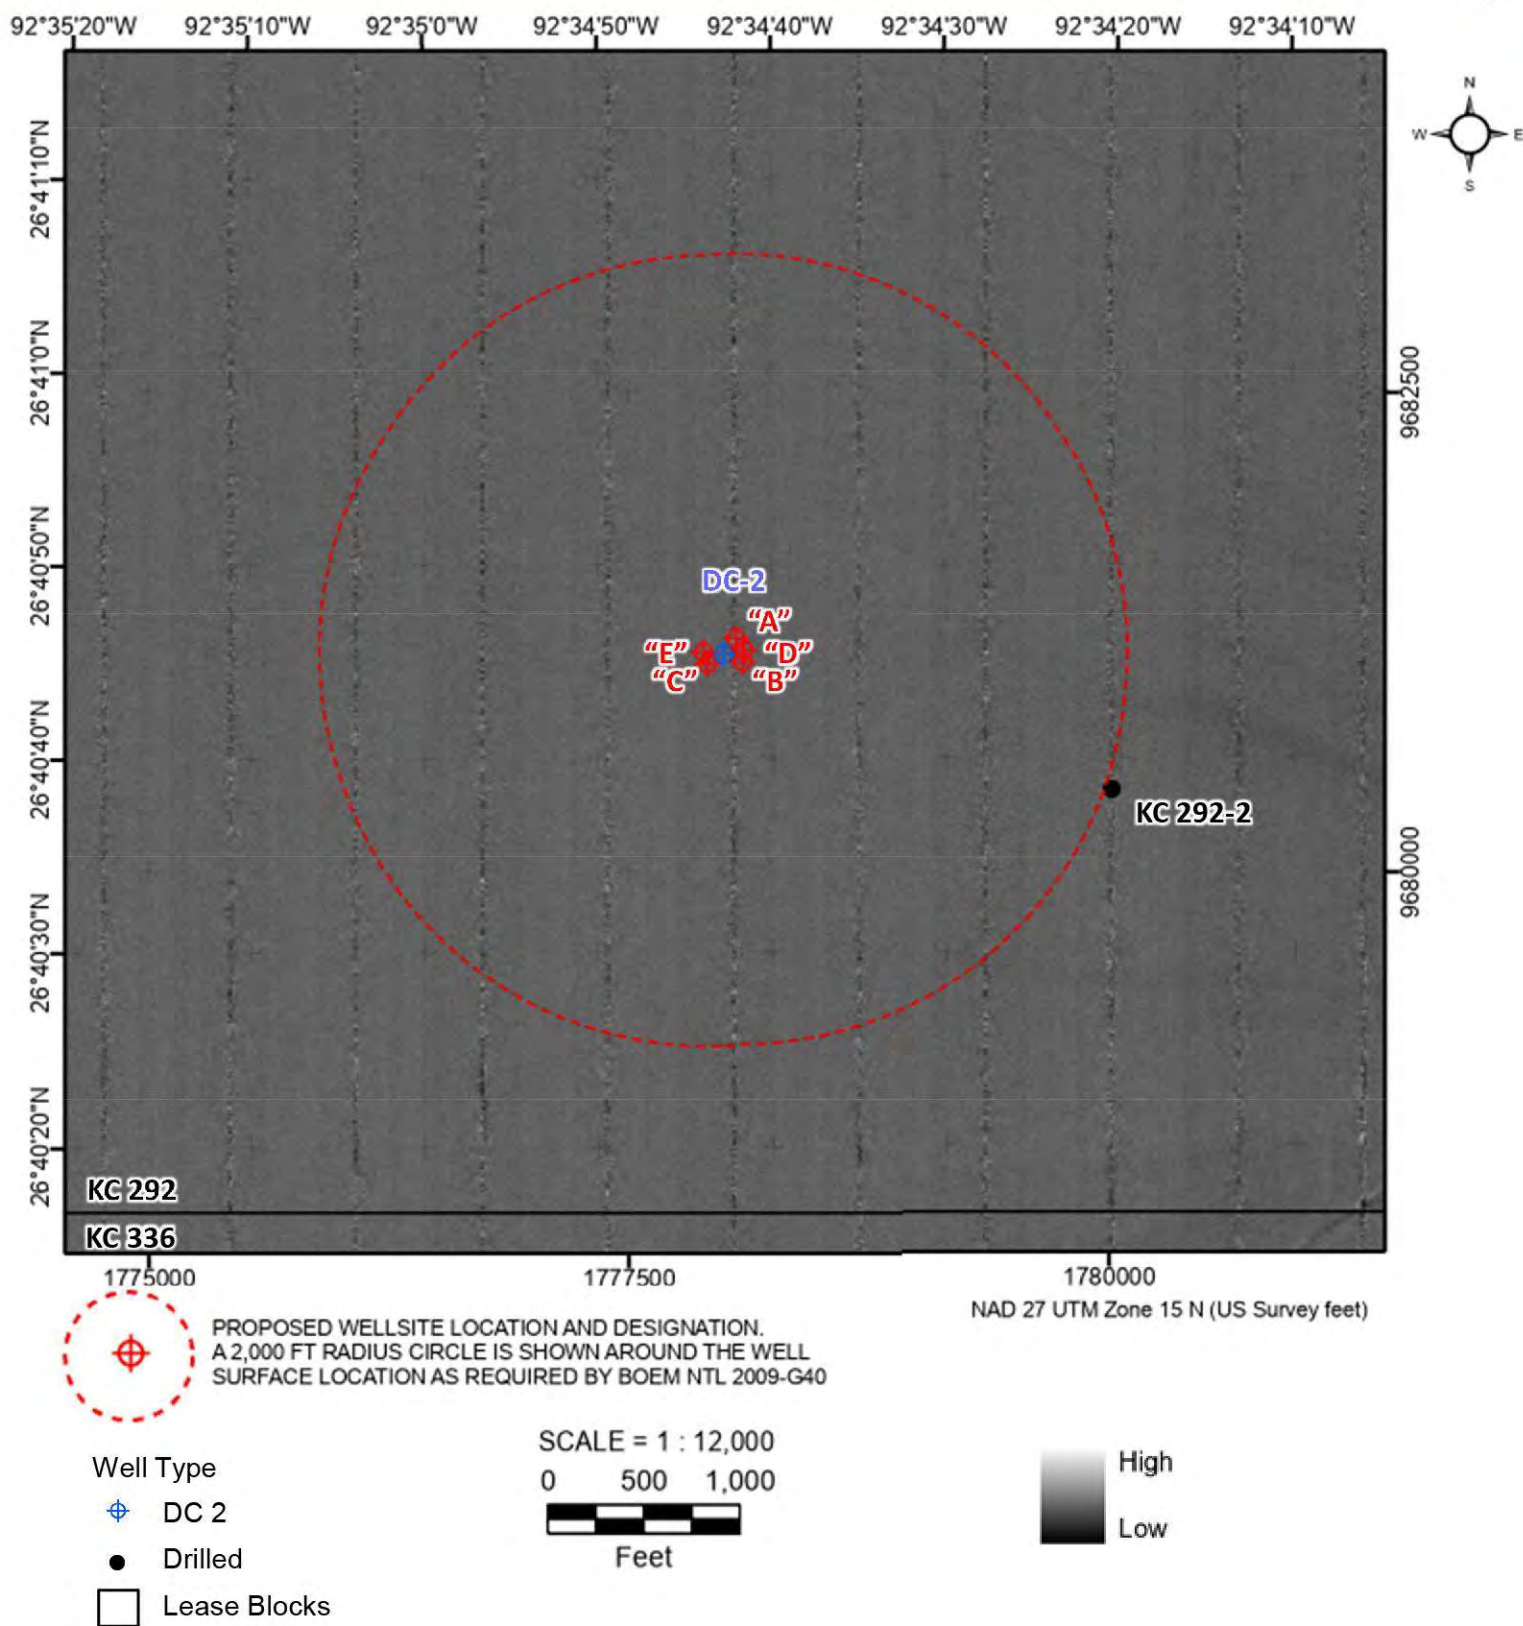 92°35'20"W 92°35'10"W 92°35'0"W 92°34'50"W 92°34'40"W 92°34'30"W 92°34'20"W 92°34'10"W
N
W E
S
26°41'10"N
26°41'0"N
9682500
26°40'50"N
DC-2
“A”
“E” “D”
“C” “B”
26°40'40"N
KC 292-2
9680000
26°40'30"N
26°40'20"N
KC 292
KC 336
1775000 1777500 1780000
NAD 27 UTM Zone 15 N (US Survey feet)
PROPOSED WELLSITE LOCATION AND DESIGNATION.
A 2,000 FT RADIUS CIRCLE IS SHOWN AROUND THE WELL
SURFACE LOCATION AS REQUIRED BY BOEM NTL 2009-G40
SCALE = 1 : 12,000
0 500 1,000
Feet
Well Type
DC 2
Drilled
Lease Blocks
High
Low